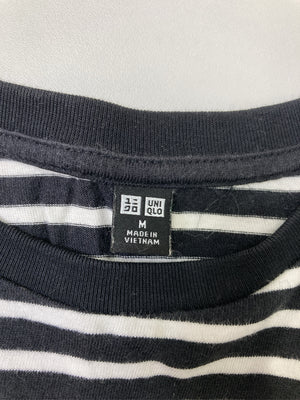 ユニ UNI
クロ QLO
M
MADE IN
VIETNAM